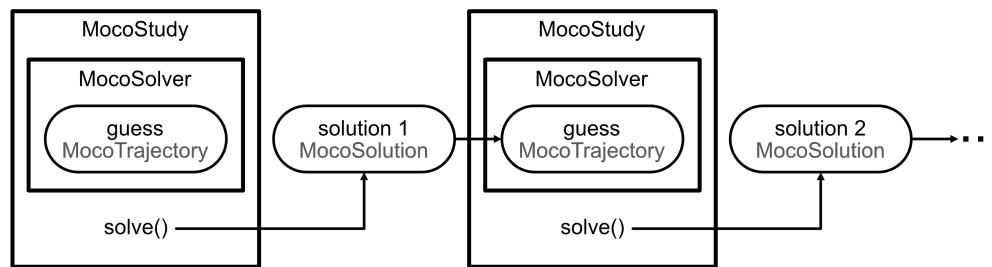 MocoStudy
MocoSolver
guess
MocoTrajectory
solve()
solution 1
MocoSolution
MocoStudy
MocoSolver
guess
MocoTrajectory
solve()
solution 2
MocoSolution
..